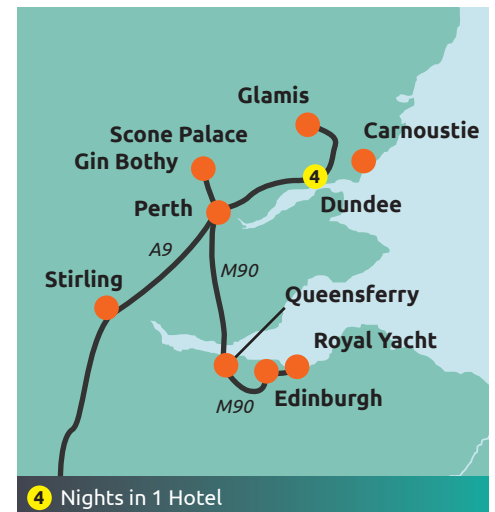 Glamis
Carnoustie
Scone Palace
Gin Bothy
4
Dundee
Perth
A9
M90
Stirling
Queensferry
Royal Yacht
Edinburgh
M90
4 Nights in 1 Hotel